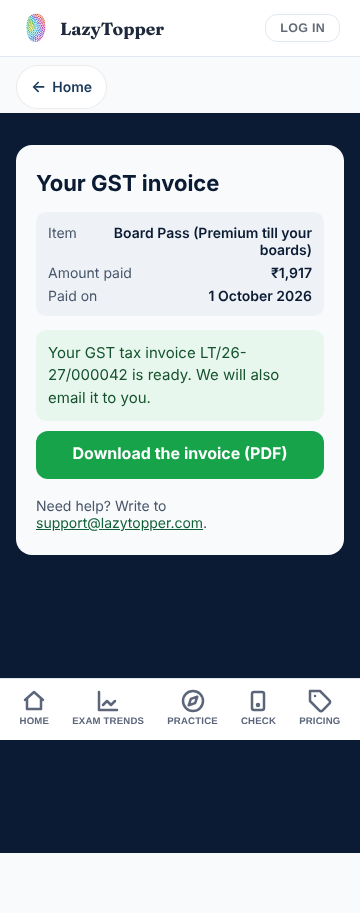 LazyTopper
LOG IN
← Home
Your GST invoice
Item Board Pass (Premium till your
boards)
Amount paid ₹1,917
Paid on 1 October 2026
Your GST tax invoice LT/26-
27/000042 is ready. We will also
email it to you.
Download the invoice (PDF)
Need help? Write to
support@lazytopper.com.
HOME EXAM TRENDS PRACTICE CHECK PRICING